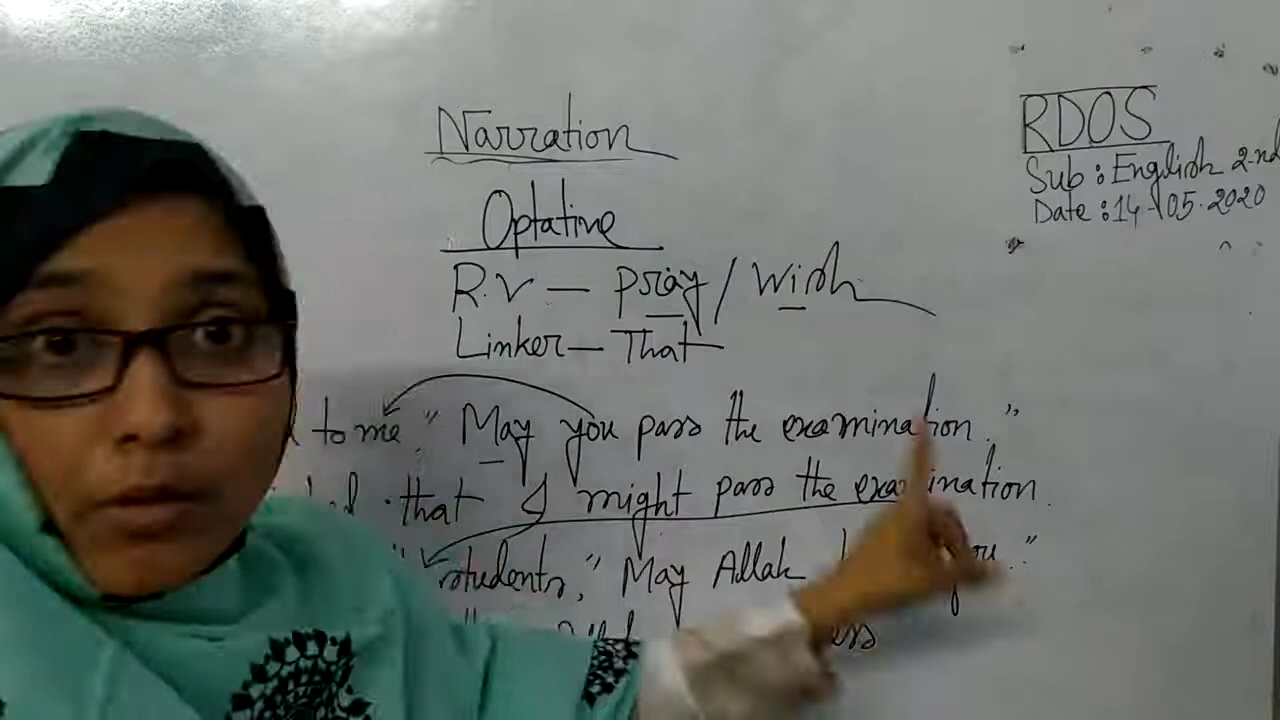 Narration
Optative
R.V — Pray / Wish
Linker — That
RDOS
Sub : English 2nd
Date : 14-05-2020
to me." May you pass the examination."
that I might pass the examination.
students," May Allah you."